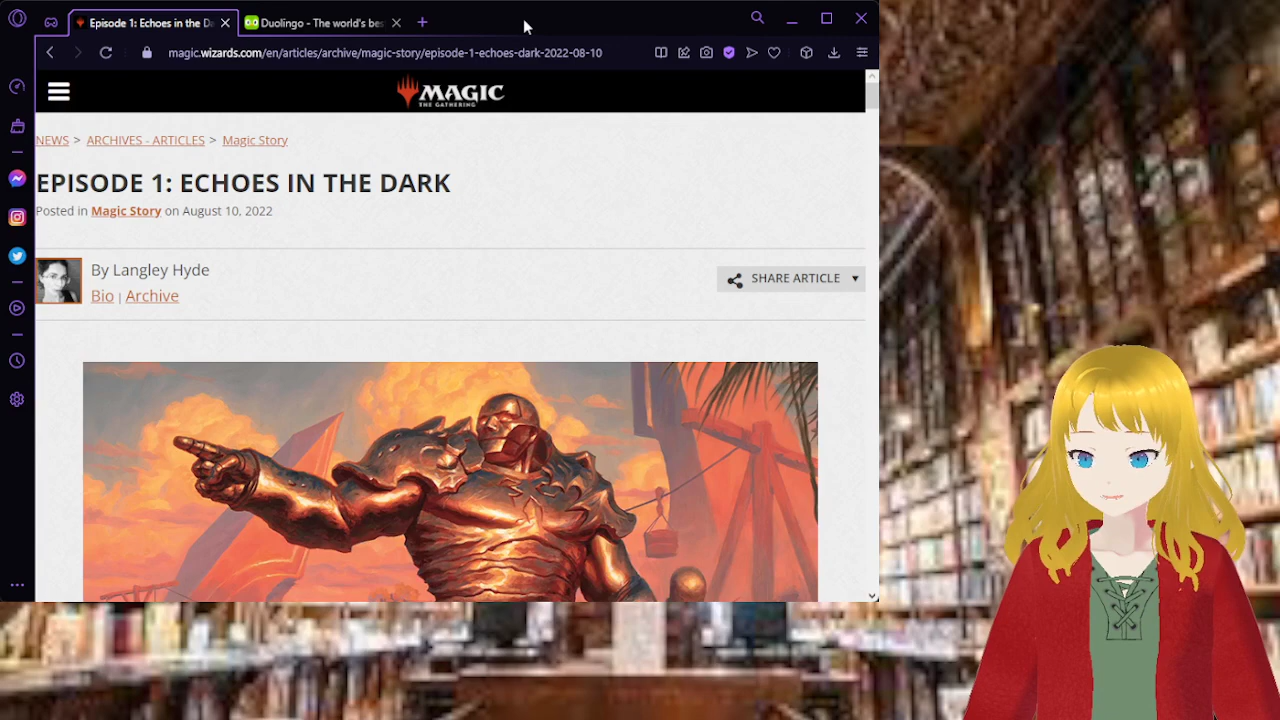 Episode 1: Echoes in the Da
Duolingo - The world's bes
magic.wizards.com/en/articles/archive/magic-story/episode-1-echoes-dark-2022-08-10
MAGIC
THE GATHERING
NEWS > ARCHIVES - ARTICLES > Magic Story
EPISODE 1: ECHOES IN THE DARK
Posted in Magic Story on August 10, 2022
By Langley Hyde
Bio | Archive
SHARE ARTICLE